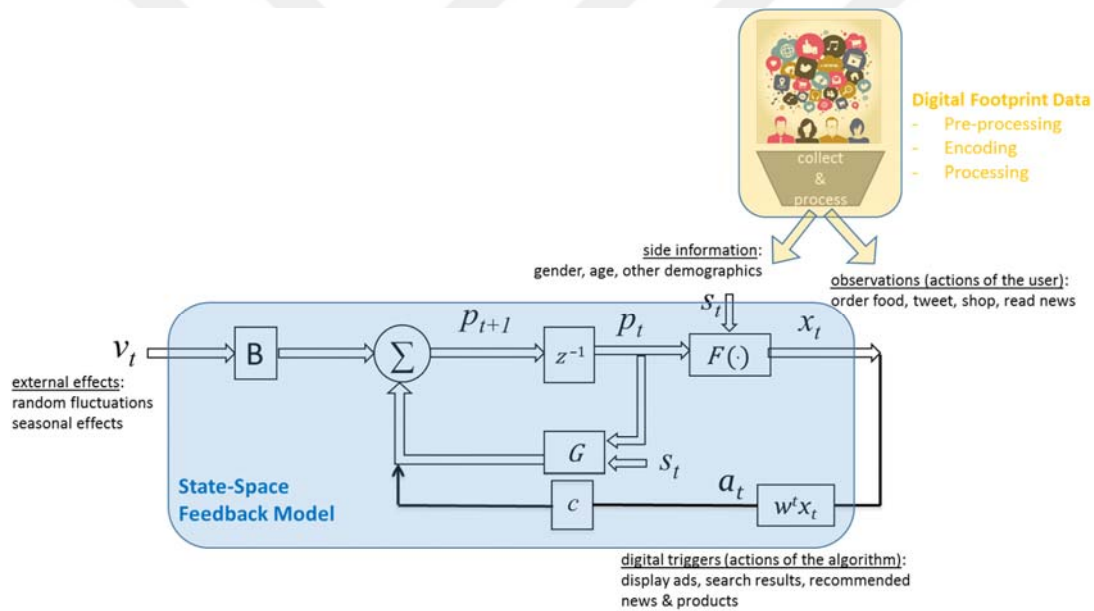 Digital Footprint Data
- Pre-processing
- Encoding
- Processing
collect
&
process
side information:
gender, age, other demographics
observations (actions of the user):
order food, tweet, shop, read news
s_t
p_{t+1}
p_t
x_t
v_t
B
∑
z⁻¹
F(·)
external effects:
random fluctuations
seasonal effects
G
s_t
State-Space
Feedback Model
c
a_t
wᵗx_t
digital triggers (actions of the algorithm):
display ads, search results, recommended
news & products